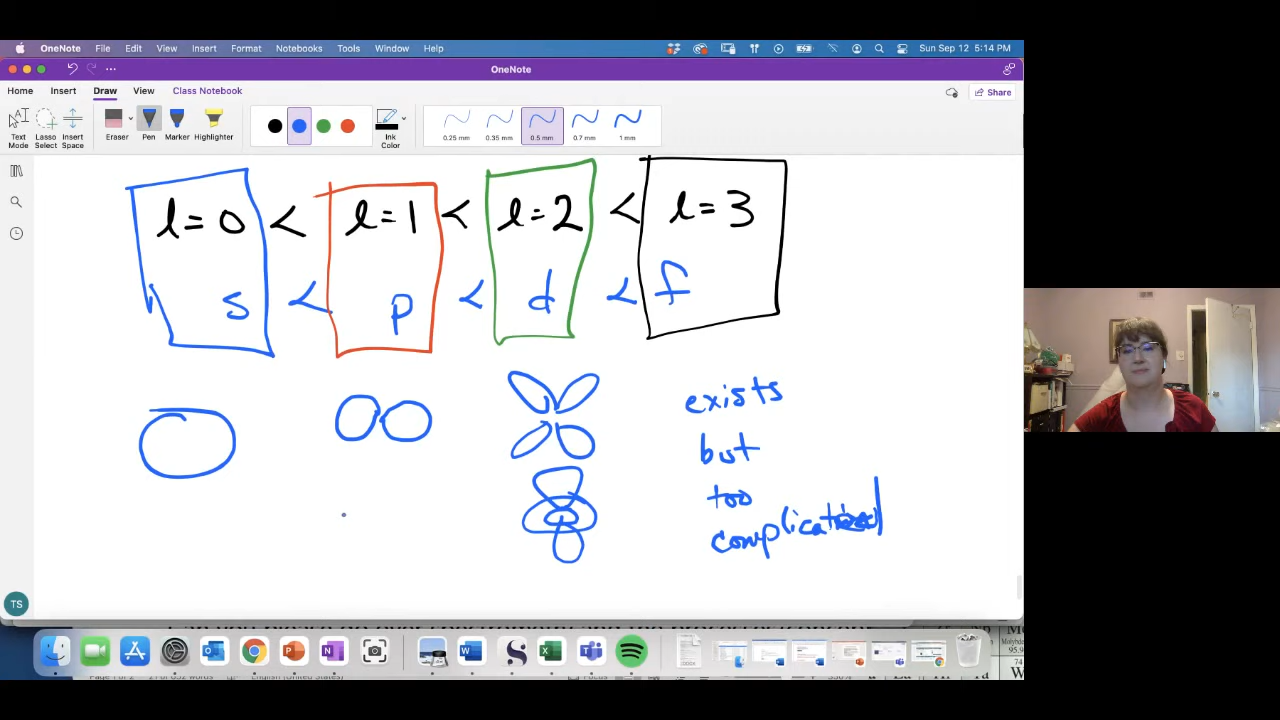 OneNote File Edit View Insert Format Notebooks Tools Window Help Sun Sep 12 5:14 PM
OneNote
Home Insert Draw View Class Notebook Share
Text Mode Lasso Select Insert Space Eraser Pen Marker Highlighter Ink Color 0.25 mm 0.35 mm 0.5 mm 0.7 mm 1 mm
l=0 < l=1 < l=2 < l=3
s < p < d < f
exists
but
too
complicated
TS